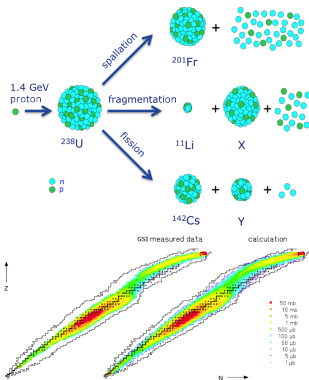 spallation
201Fr
+
1.4 GeV
proton
238U
fragmentation
11Li
+
X
+
fission
142Cs
+
Y
+
n
p
GSI measured data
calculation
Z
N
50 mb
10 mb
5 mb
1 mb
500 μb
100 μb
50 μb
10 μb
5 μb
1 μb